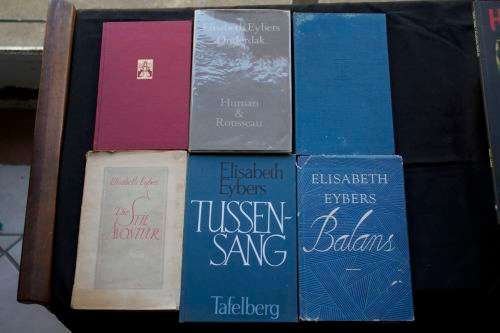 Elisabeth Eybers
Onderdak
Human
&
Rousseau
Elisabeth Eybers
Die STIL
AVONTUUR
Elisabeth
Eybers
TUSSEN-
SANG
Tafelberg
ELISABETH
EYBERS
Balans